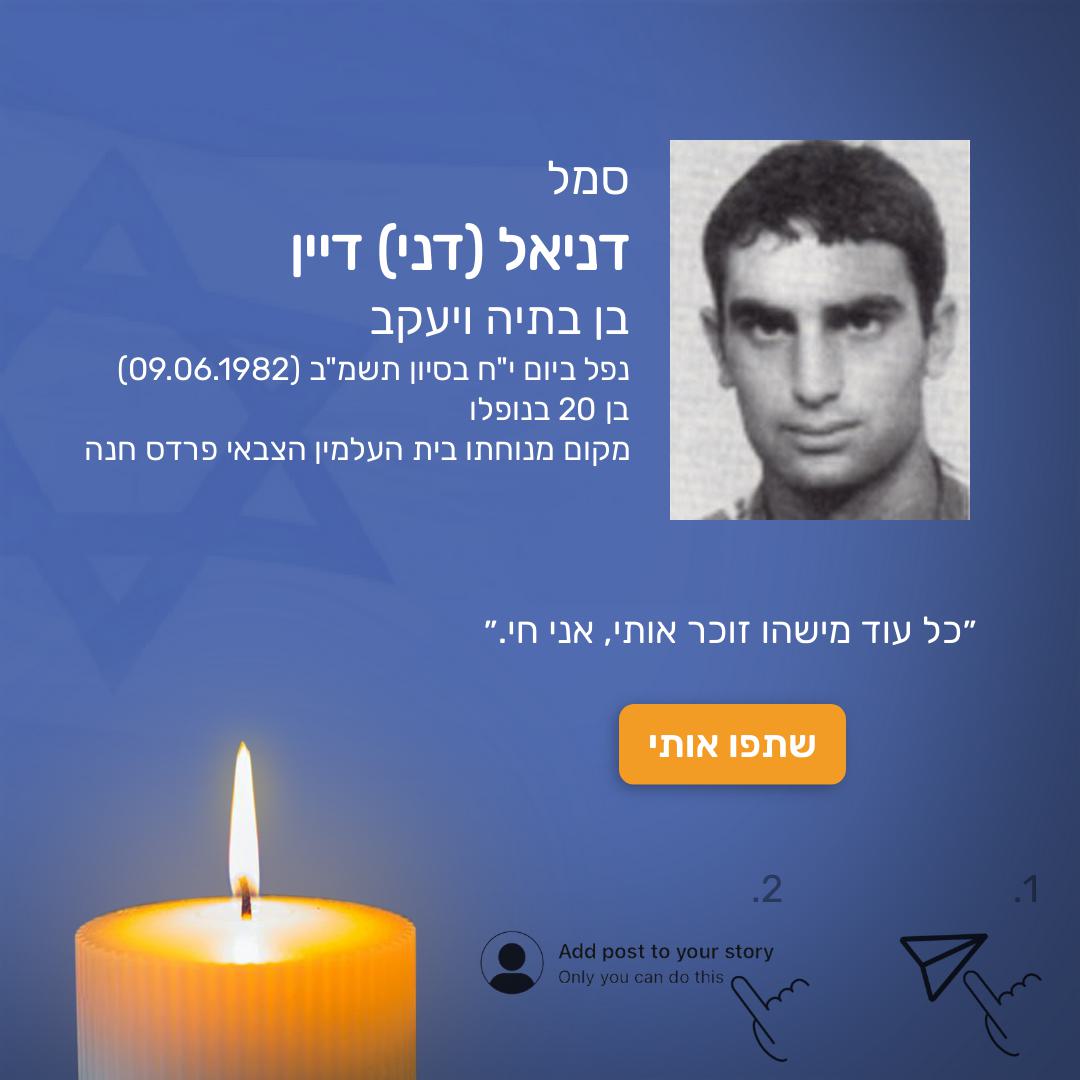 סמל
דניאל (דני) דיין
בן בתיה ויעקב
נפל ביום י"ח בסיון תשמ"ב (09.06.1982)
בן 20 בנופלו
מקום מנוחתו בית העלמין הצבאי פרדס חנה
״כל עוד מישהו זוכר אותי, אני חי.״
שתפו אותי
1.
2.
Add post to your story
Only you can do this